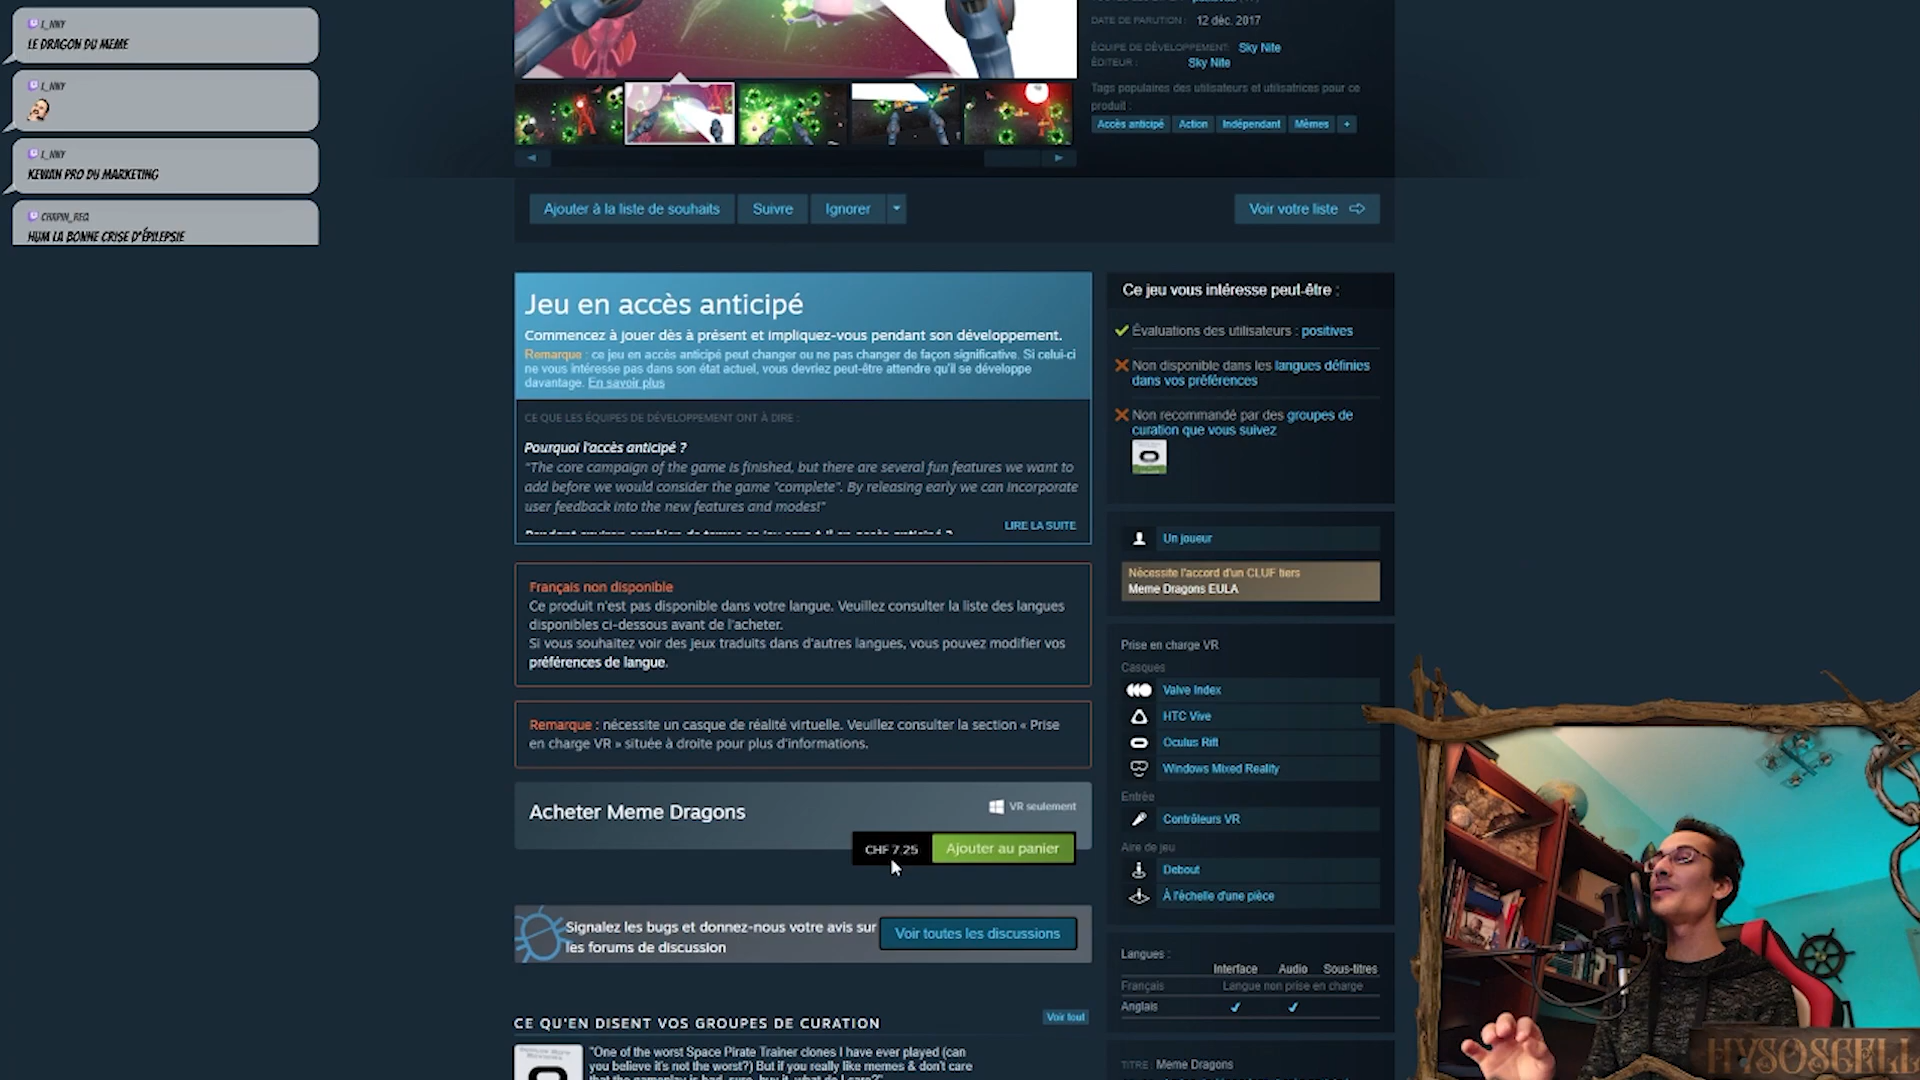 I_NNY
LE DRAGON DU MEME
I_NNY
I_NNY
KEWAN PRO DU MARKETING
CHAPIN_REQ
HUM LA BONNE CRISE D'ÉPILEPSIE
DATE DE PARUTION : 12 déc. 2017
ÉQUIPE DE DÉVELOPPEMENT: Sky Nite
ÉDITEUR : Sky Nite
Tags populaires des utilisateurs et utilisatrices pour ce
produit :
Accès anticipé Action Indépendant Mèmes +
Ajouter à la liste de souhaits Suivre Ignorer
Voir votre liste
Jeu en accès anticipé
Commencez à jouer dès à présent et impliquez-vous pendant son développement.
Remarque : ce jeu en accès anticipé peut changer ou ne pas changer de façon significative. Si celui-ci
ne vous intéresse pas dans son état actuel, vous devriez peut-être attendre qu'il se développe
davantage. En savoir plus
CE QUE LES ÉQUIPES DE DÉVELOPPEMENT ONT À DIRE :
Pourquoi l'accès anticipé ?
"The core campaign of the game is finished, but there are several fun features we want to
add before we would consider the game "complete". By releasing early we can incorporate
user feedback into the new features and modes!"
Pendant environ combien de temps ce jeu sera-t-il en accès anticipé ?
LIRE LA SUITE
Français non disponible
Ce produit n'est pas disponible dans votre langue. Veuillez consulter la liste des langues
disponibles ci-dessous avant de l'acheter.
Si vous souhaitez voir des jeux traduits dans d'autres langues, vous pouvez modifier vos
préférences de langue.
Remarque : nécessite un casque de réalité virtuelle. Veuillez consulter la section « Prise
en charge VR » située à droite pour plus d'informations.
Acheter Meme Dragons
VR seulement
CHF 7.25 Ajouter au panier
Signalez les bugs et donnez-nous votre avis sur
les forums de discussion
Voir toutes les discussions
CE QU'EN DISENT VOS GROUPES DE CURATION
Voir tout
"One of the worst Space Pirate Trainer clones I have ever played (can
you believe it's not the worst?) But if you really like memes & don't care
Ce jeu vous intéresse peut-être :
Évaluations des utilisateurs : positives
Non disponible dans les langues définies
dans vos préférences
Non recommandé par des groupes de
curation que vous suivez
Un joueur
Nécessite l'accord d'un CLUF tiers
Meme Dragons EULA
Prise en charge VR
Casques
Valve Index
HTC Vive
Oculus Rift
Windows Mixed Reality
Entrée
Contrôleurs VR
Aire de jeu
Debout
À l'échelle d'une pièce
Langues :
Interface Audio Sous-titres
Français Langue non prise en charge
Anglais ✔ ✔
TITRE : Meme Dragons
HYSOSCELL